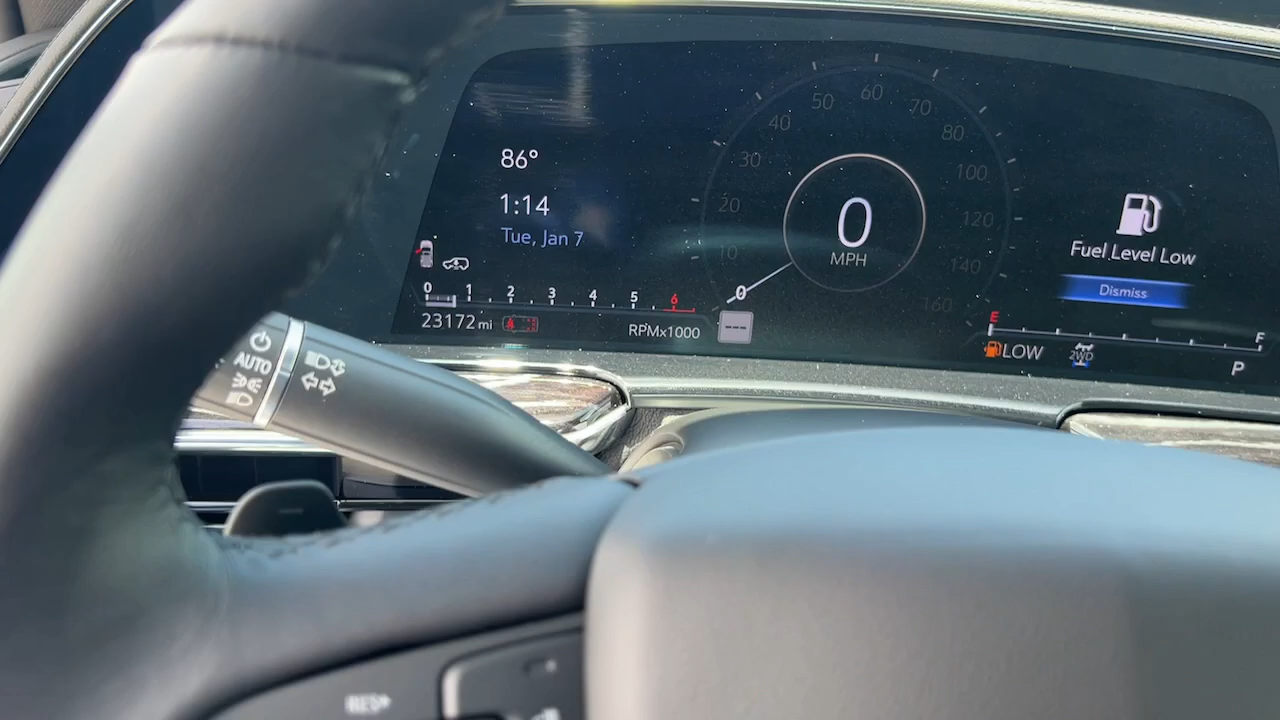 86°
1:14
Tue, Jan 7
0 1 2 3 4 5 6
23172 mi
RPMx1000
10
20
30
40
50
60
70
80
100
120
140
160
0
MPH
0
---
Fuel Level Low
Dismiss
E
F
LOW
2WD
P
AUTO
RES+